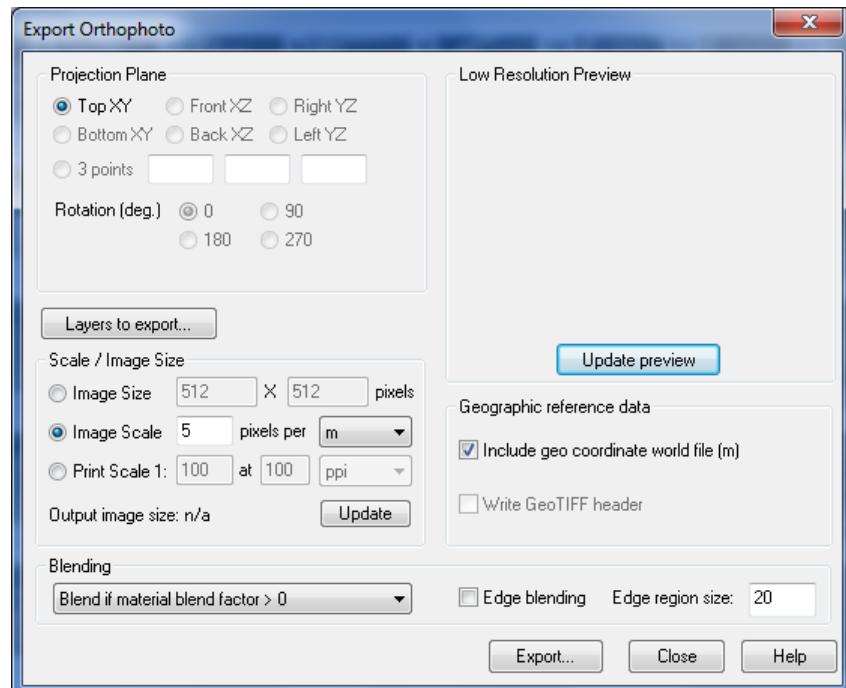 Export Orthophoto
Projection Plane
Top XY Front XZ Right YZ
Bottom XY Back XZ Left YZ
3 points
Rotation (deg.) 0 90
180 270
Layers to export...
Scale / Image Size
Image Size 512 X 512 pixels
Image Scale 5 pixels per m
Print Scale 1: 100 at 100 ppi
Output image size: n/a Update
Low Resolution Preview
Update preview
Geographic reference data
Include geo coordinate world file (m)
Write GeoTIFF header
Blending
Blend if material blend factor > 0 Edge blending Edge region size: 20
Export... Close Help